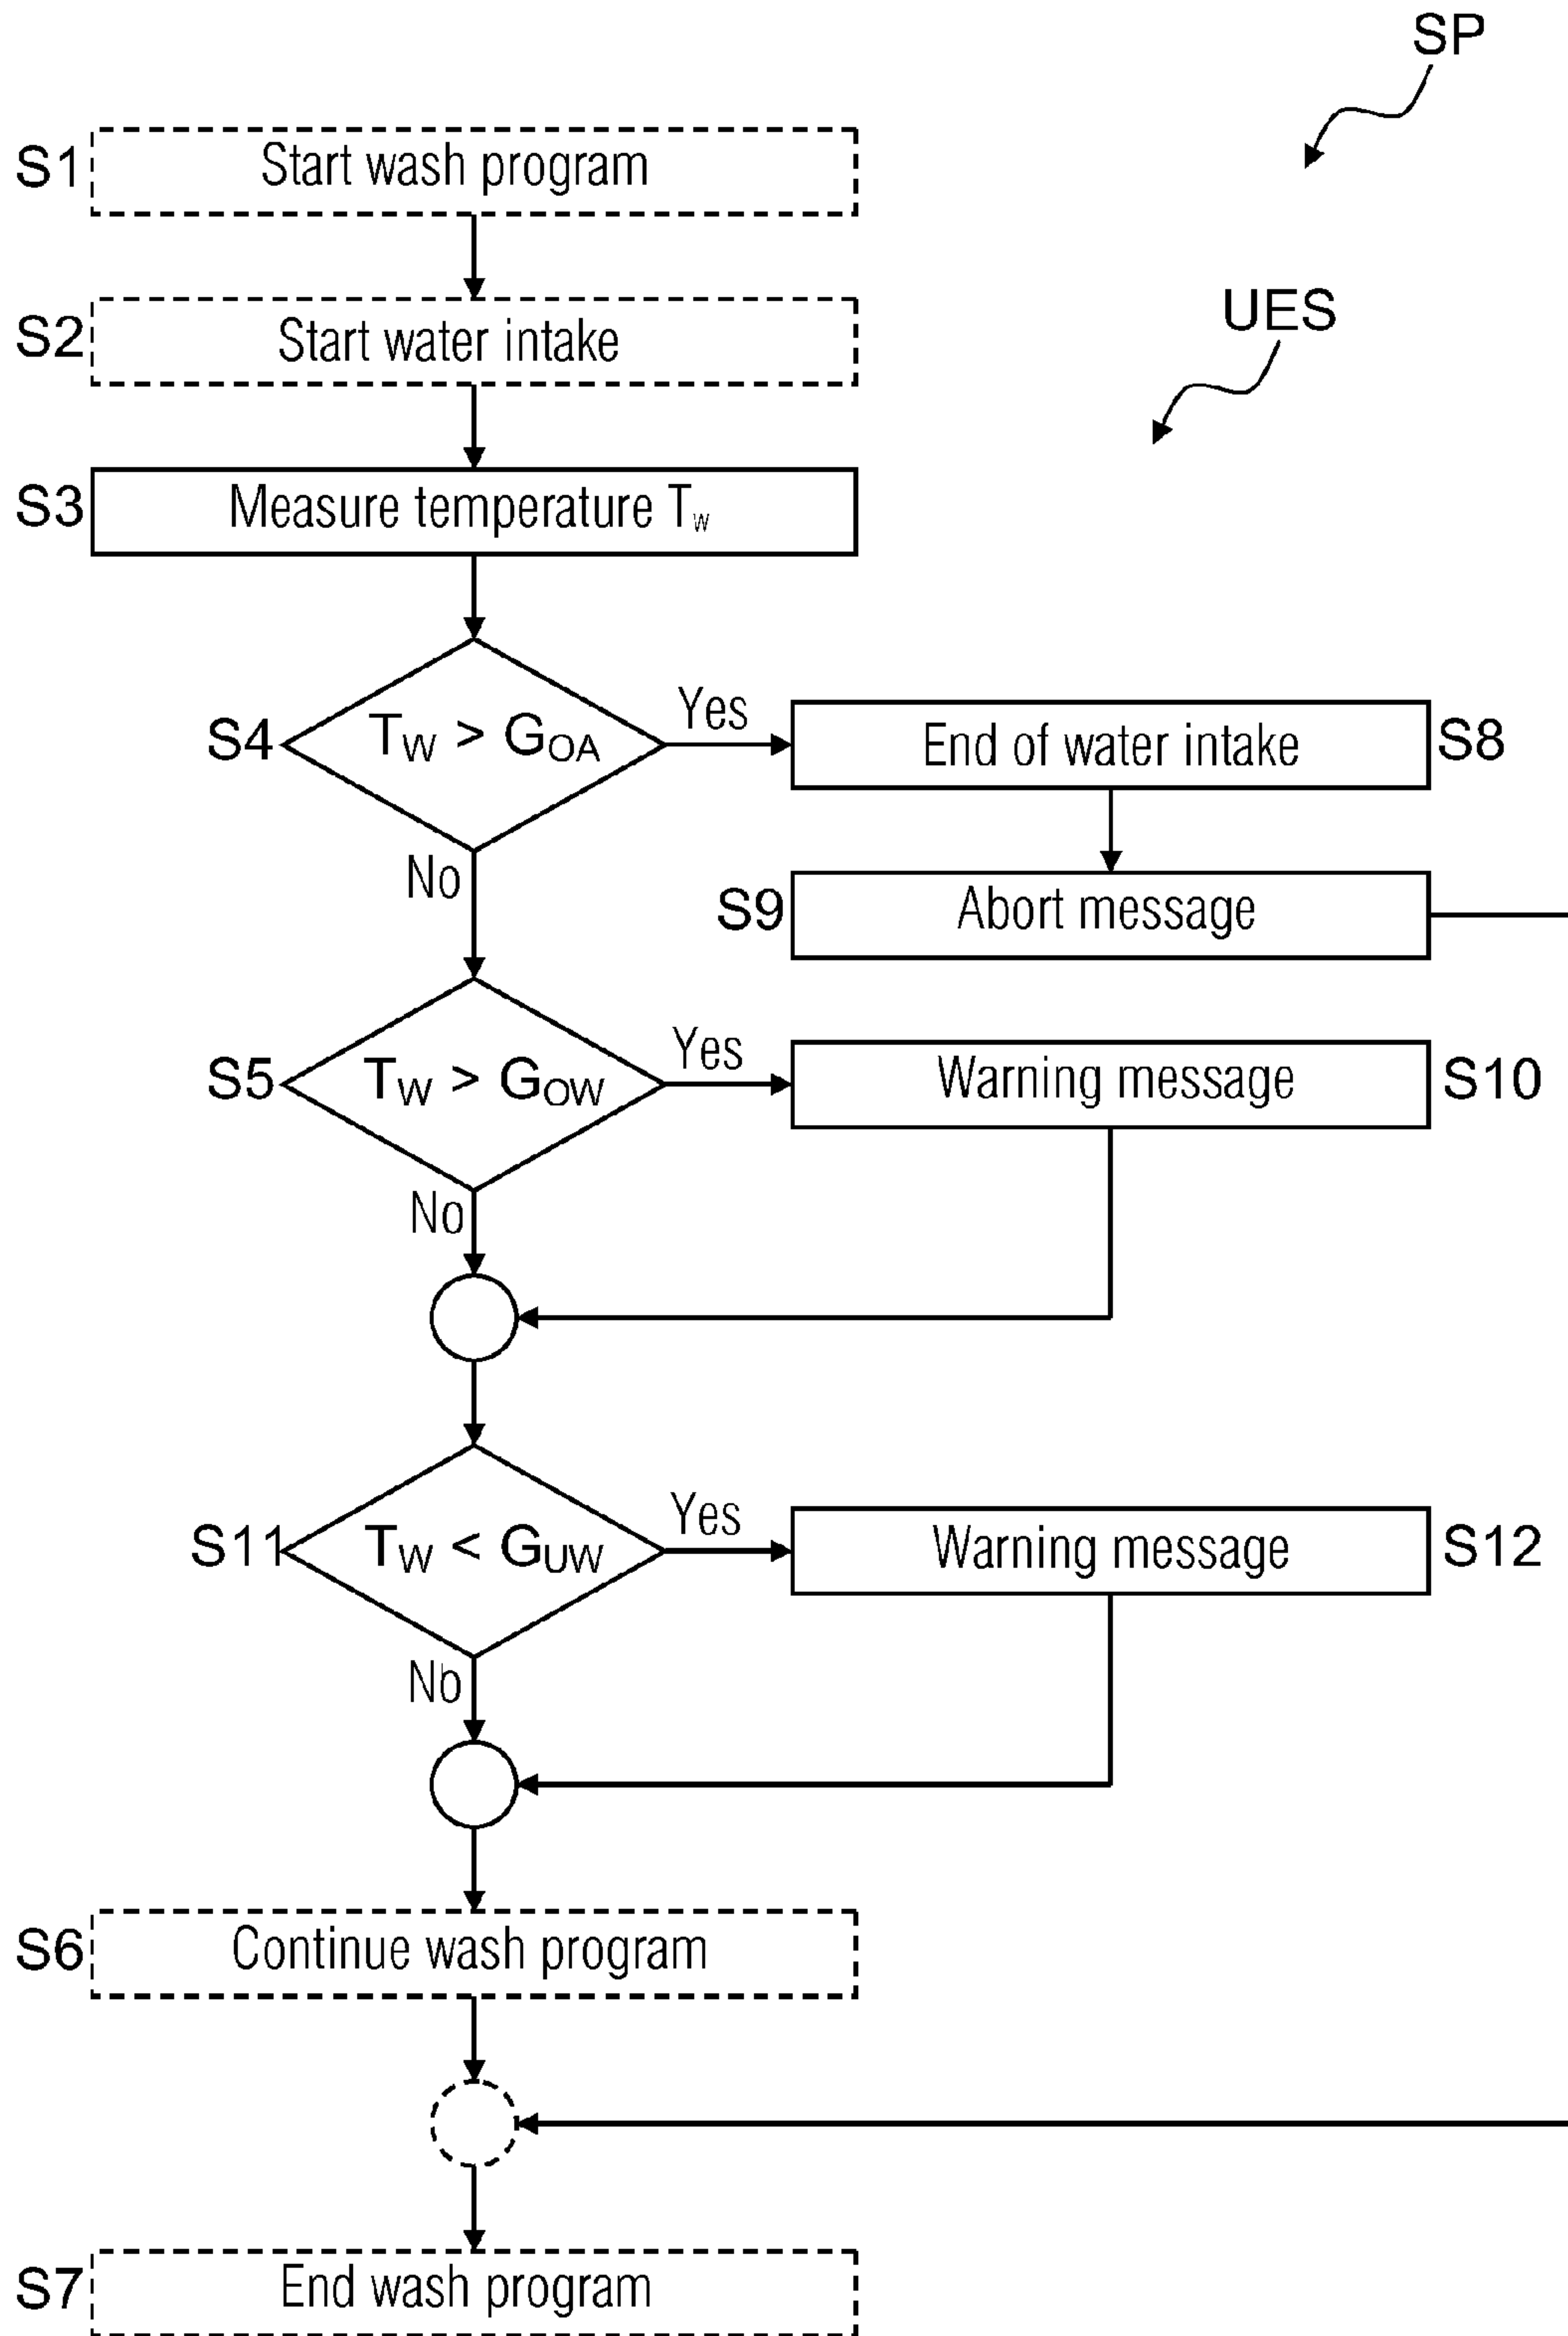 SP
S1 Start wash program
UES
S2 Start water intake
S3 Measure temperature Tw
S4 TW > GOA Yes End of water intake S8
No
S9 Abort message
S5 TW > GOW Yes Warning message S10
No
S11 TW < GUW Yes Warning message S12
No
S6 Continue wash program
S7 End wash program